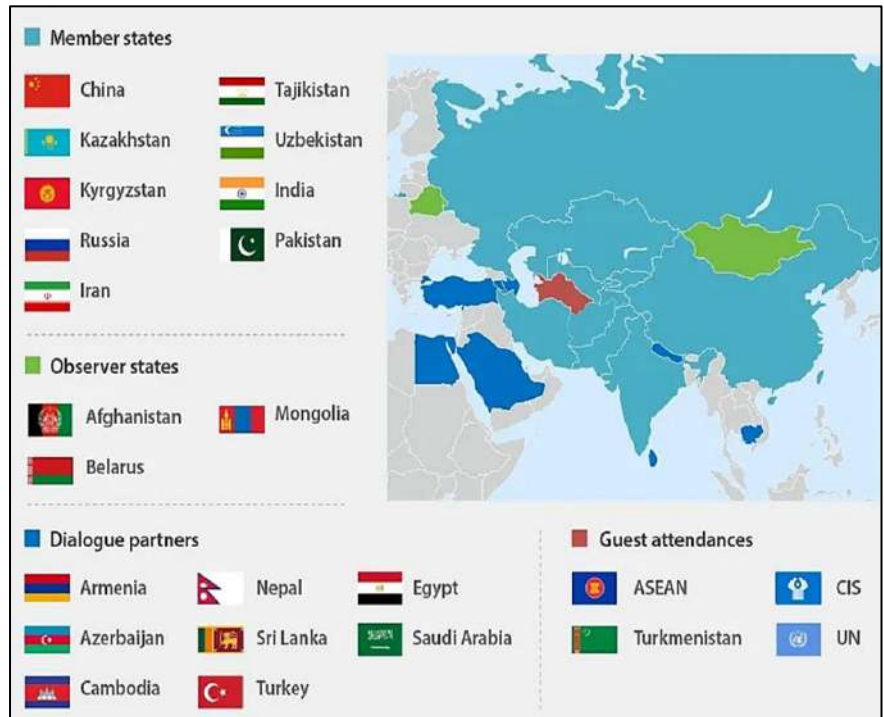 Member states
China
Tajikistan
Kazakhstan
Uzbekistan
Kyrgyzstan
India
Russia
Pakistan
Iran
Observer states
Afghanistan
Mongolia
Belarus
Dialogue partners
Armenia
Nepal
Egypt
Azerbaijan
Sri Lanka
Saudi Arabia
Cambodia
Turkey
Guest attendances
ASEAN
CIS
Turkmenistan
UN